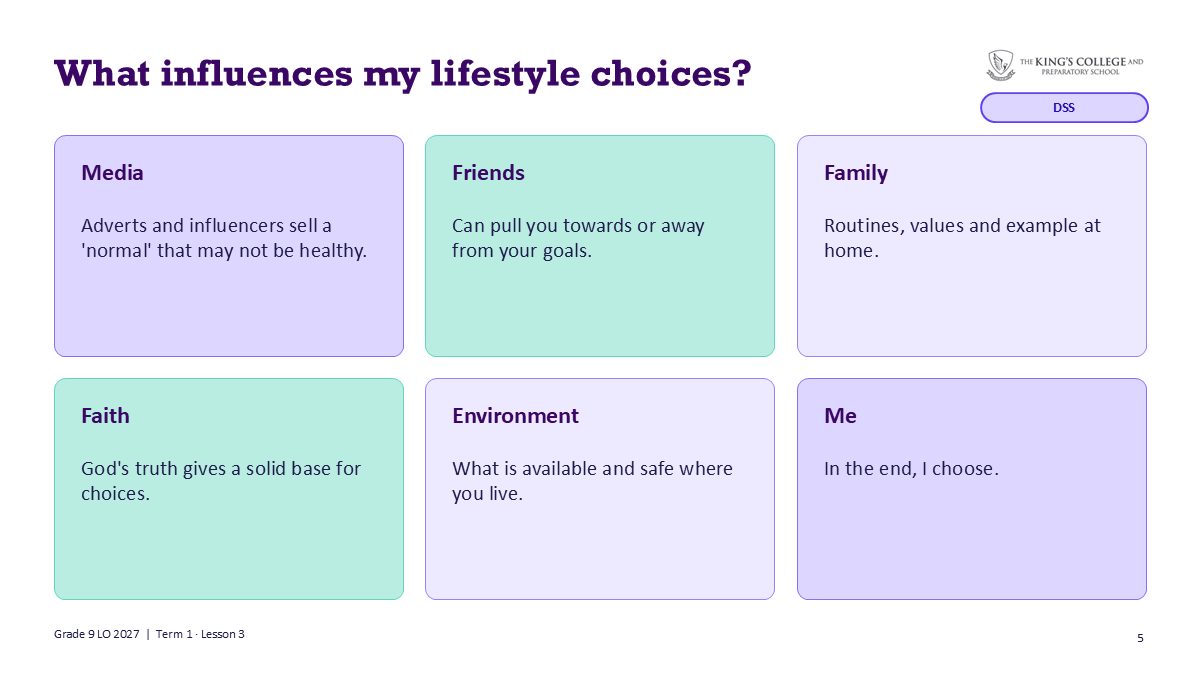 What influences my lifestyle choices?
THE KING'S COLLEGE AND
PREPARATORY SCHOOL
DSS
Media
Adverts and influencers sell a
'normal' that may not be healthy.
Friends
Can pull you towards or away
from your goals.
Family
Routines, values and example at
home.
Faith
God's truth gives a solid base for
choices.
Environment
What is available and safe where
you live.
Me
In the end, I choose.
Grade 9 LO 2027 | Term 1 · Lesson 3
5